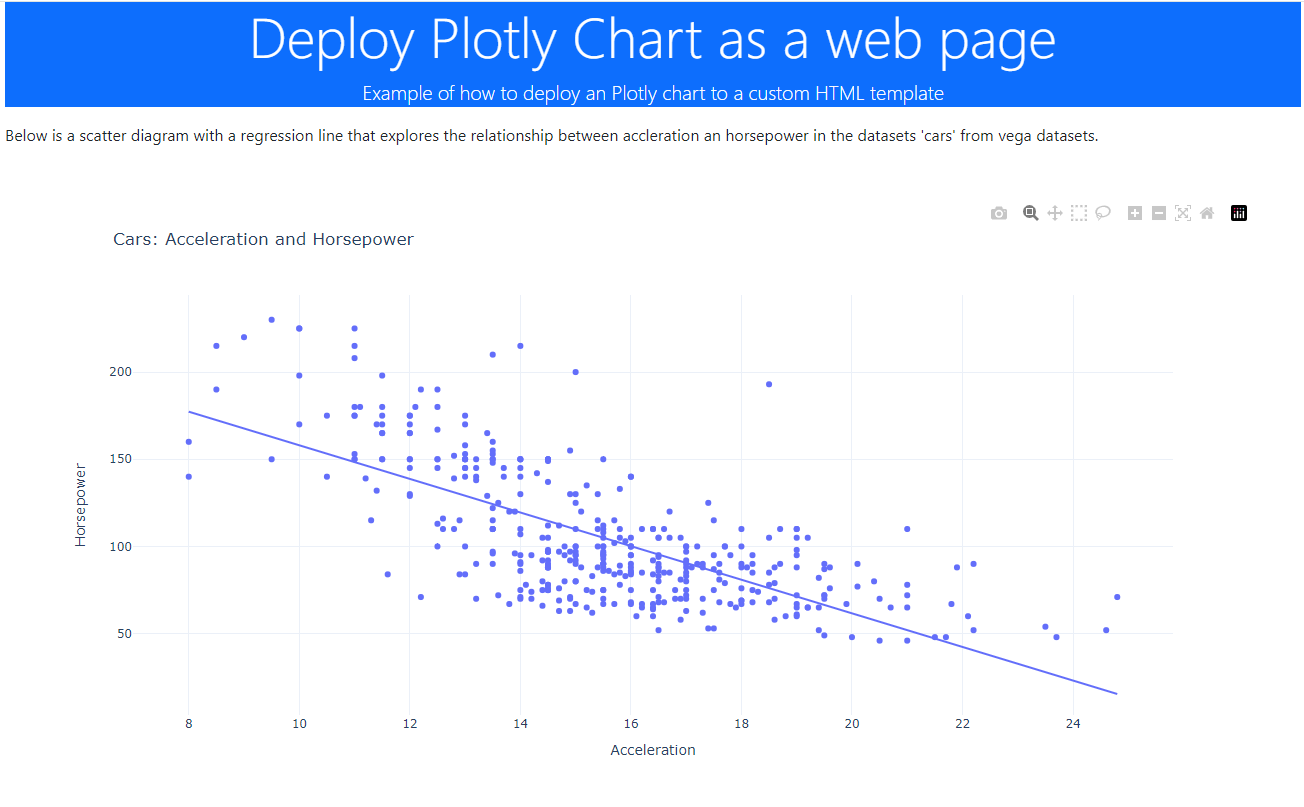 Deploy Plotly Chart as a web page
Example of how to deploy an Plotly chart to a custom HTML template
Below is a scatter diagram with a regression line that explores the relationship between accleration an horsepower in the datasets 'cars' from vega datasets.
Cars: Acceleration and Horsepower
200
150
100
50
Horsepower
8 10 12 14 16 18 20 22 24
Acceleration